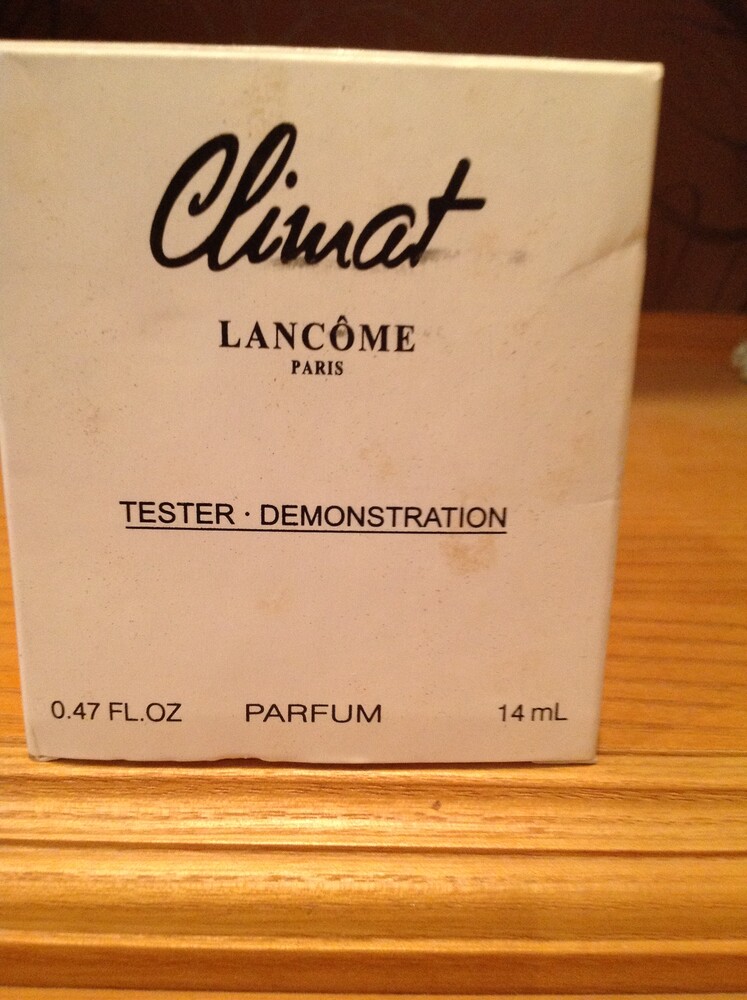 Climat
LANCÔME
PARIS
TESTER · DEMONSTRATION
0.47 FL.OZ PARFUM 14 mL